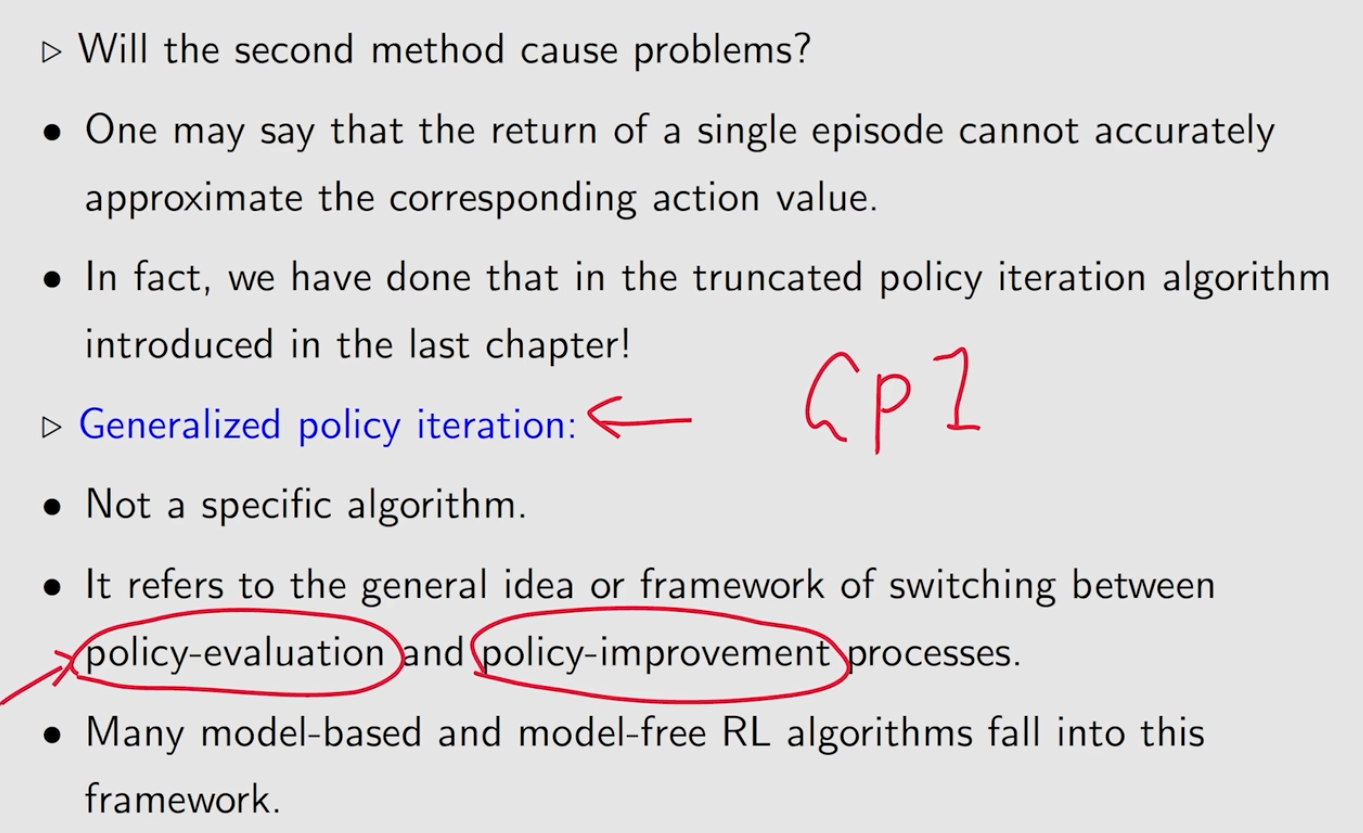 ▷ Will the second method cause problems?
• One may say that the return of a single episode cannot accurately
approximate the corresponding action value.
• In fact, we have done that in the truncated policy iteration algorithm
introduced in the last chapter!
GPI
▷ Generalized policy iteration:
• Not a specific algorithm.
• It refers to the general idea or framework of switching between
policy-evaluation and policy-improvement processes.
• Many model-based and model-free RL algorithms fall into this
framework.